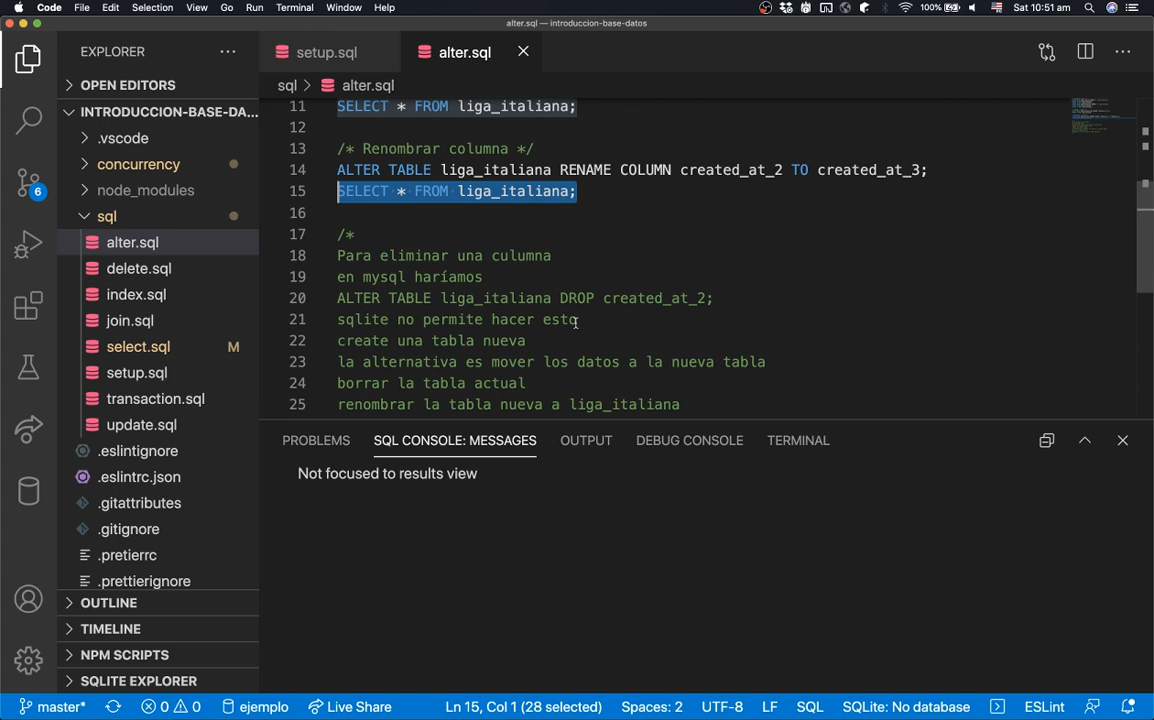 Code File Edit Selection View Go Run Terminal Window Help 100% Sat 10:51 am
alter.sql — introduccion-base-datos
EXPLORER
setup.sql
alter.sql
OPEN EDITORS
sql > alter.sql
INTRODUCCION-BASE-DA...
.vscode
concurrency
node_modules
sql
alter.sql
delete.sql
index.sql
join.sql
select.sql M
setup.sql
transaction.sql
update.sql
.eslintignore
.eslintrc.json
.gitattributes
.gitignore
.pretierrc
.prettierignore
OUTLINE
TIMELINE
NPM SCRIPTS
SQLITE EXPLORER
6
11 SELECT * FROM liga_italiana;
12
13 /* Renombrar columna */
14 ALTER TABLE liga_italiana RENAME COLUMN created_at_2 TO created_at_3;
15 SELECT * FROM liga_italiana;
16
17 /*
18 Para eliminar una culumna
19 en mysql haríamos
20 ALTER TABLE liga_italiana DROP created_at_2;
21 sqlite no permite hacer esto
22 create una tabla nueva
23 la alternativa es mover los datos a la nueva tabla
24 borrar la tabla actual
25 renombrar la tabla nueva a liga_italiana
PROBLEMS SQL CONSOLE: MESSAGES OUTPUT DEBUG CONSOLE TERMINAL
Not focused to results view
master* 0 0 ejemplo Live Share Ln 15, Col 1 (28 selected) Spaces: 2 UTF-8 LF SQL SQLite: No database ESLint